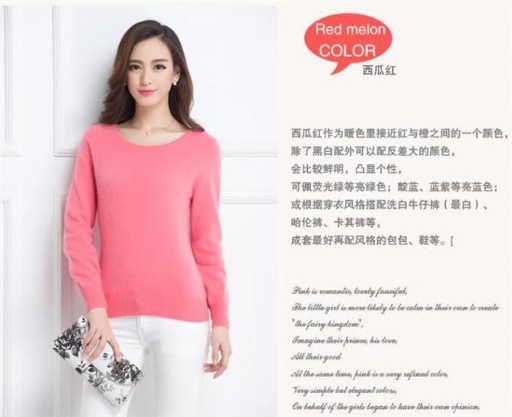 Red melon
COLOR
西瓜红
西瓜红作为暖色里接近红与橙之间的一个颜色，
除了黑白配外可以配反差大的颜色，
会比较鲜明，凸显个性，
可佩荧光绿等亮绿色；靛蓝、蓝紫等亮蓝色；
或根据穿衣风格搭配洗白牛仔裤（最白）、
哈伦裤、卡其裤等，
成套最好再配风格的包包、鞋等。[
Pink is romantic, lovely fanciful,
The little girl is more likely to be calm in their own to create
"the fairy kingdom",
Imagine their prince, his love,
All their good
At the same time, pink is a very refined color,
Very simple but elegant colors,
On behalf of the girls began to have their own consciousness